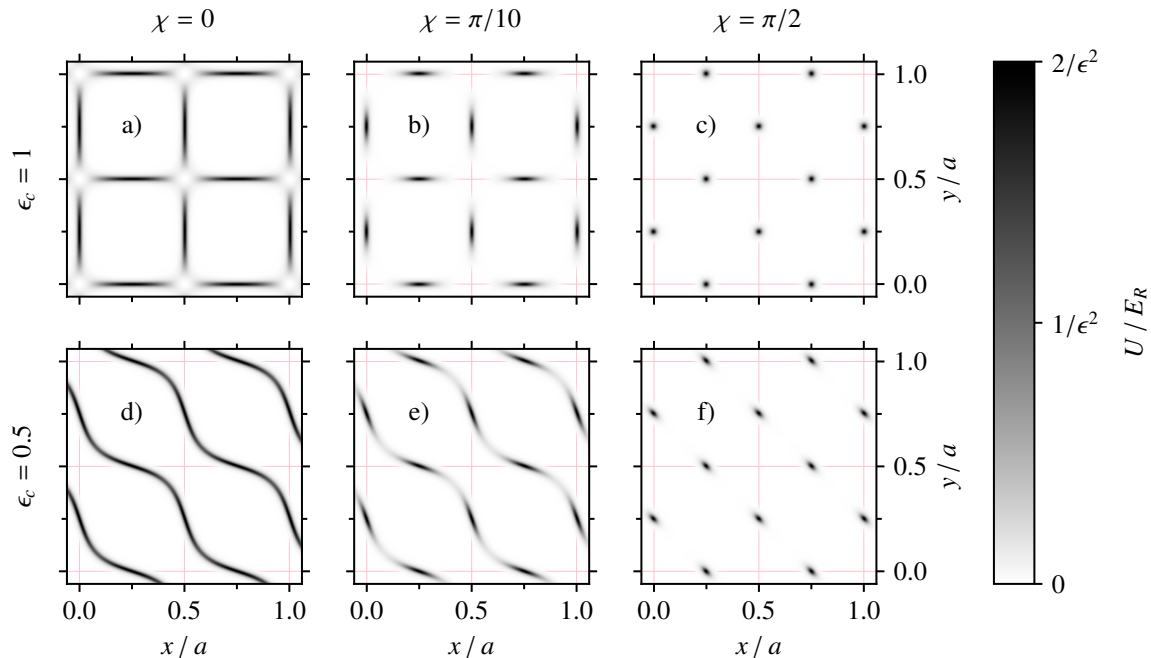 χ = 0 χ = π/10 χ = π/2
2/ϵ²
1.0
a) b) c)
ϵ_c = 1
0.5 y / a
0.0
1/ϵ²
U / E_R
1.0
d) e) f)
ϵ_c = 0.5
0.5 y / a
0.0
0
0.0 0.5 1.0 0.0 0.5 1.0 0.0 0.5 1.0
x / a x / a x / a